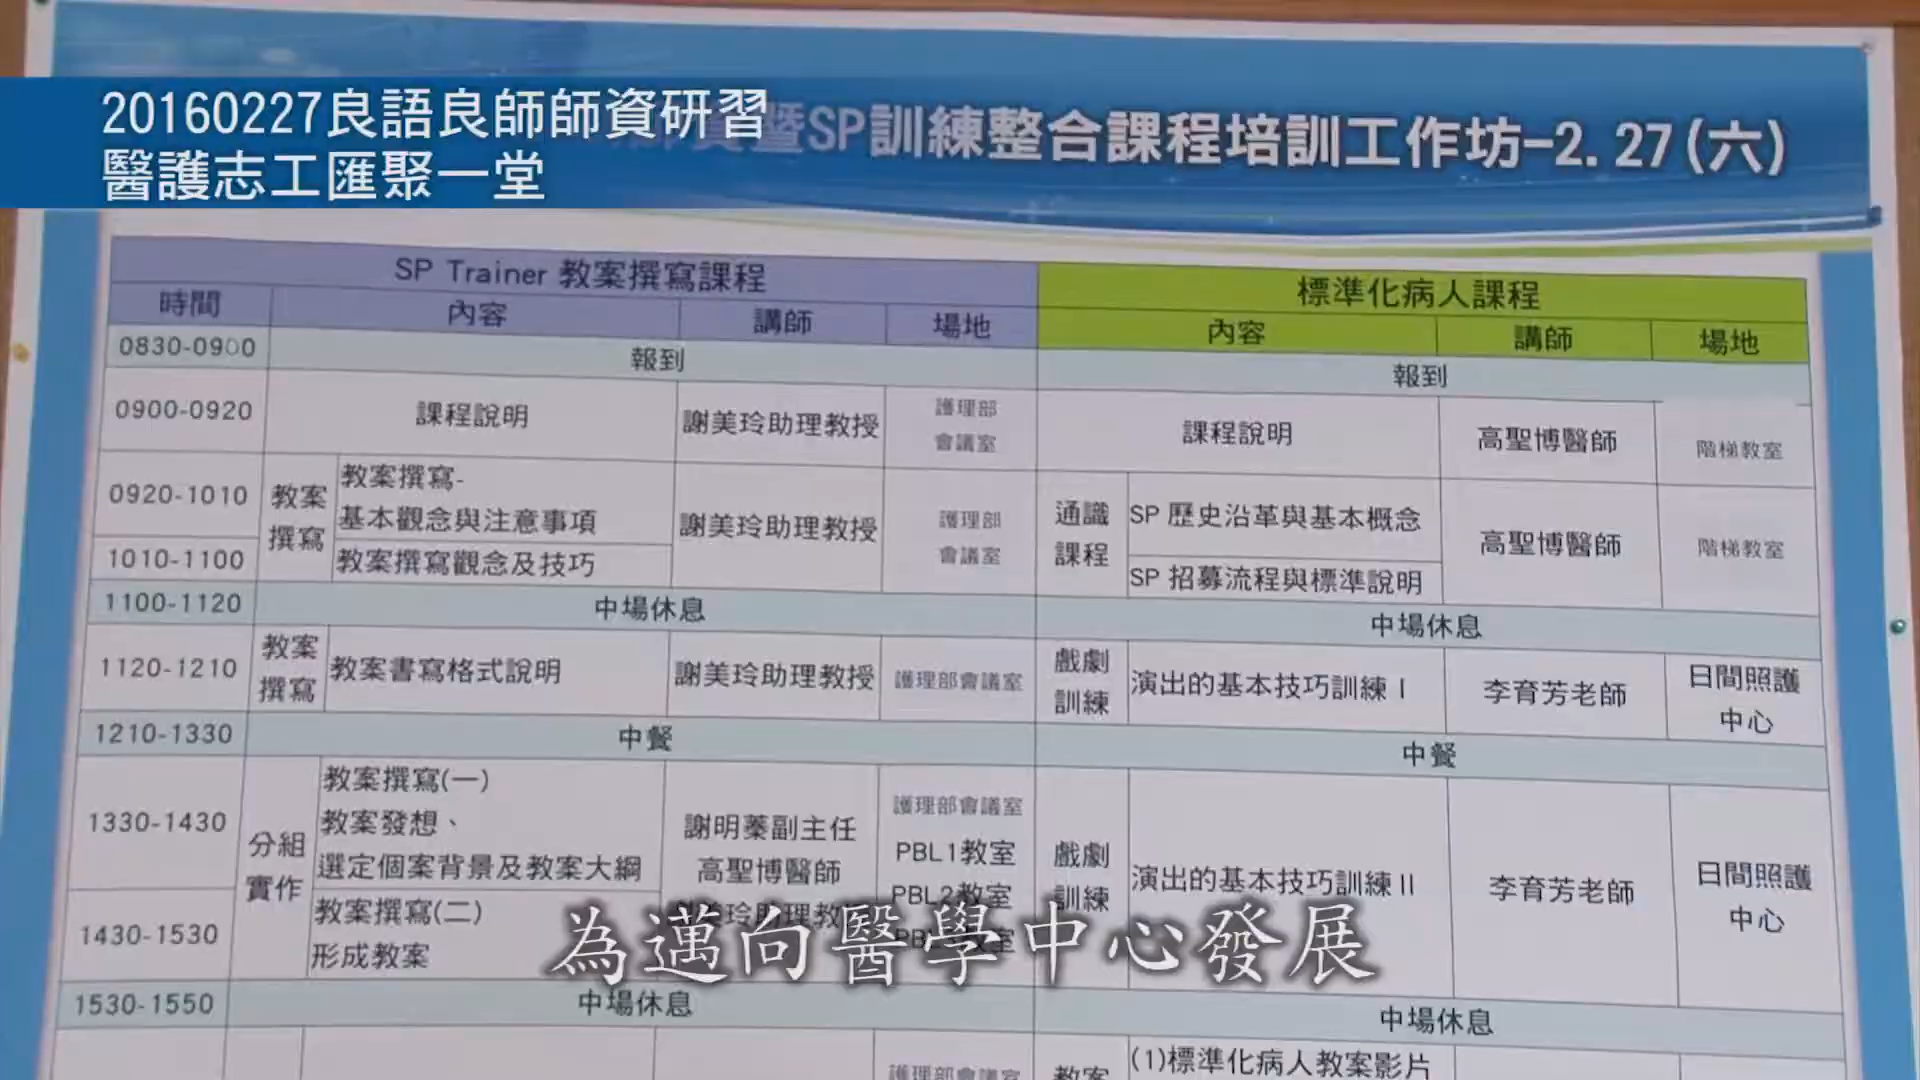 20160227良語良師師資研習
醫護志工匯聚一堂
暨SP訓練整合課程培訓工作坊-2. 27(六)
SP Trainer 教案撰寫課程
標準化病人課程
時間 內容 講師 場地 內容 講師 場地
0830-0900 報到 報到
0900-0920 課程說明 謝美玲助理教授 護理部 會議室 課程說明 高聖博醫師 階梯教室
0920-1010 教案撰寫 教案撰寫-
基本觀念與注意事項 謝美玲助理教授 護理部 會議室 通識課程 SP 歷史沿革與基本概念 高聖博醫師 階梯教室
1010-1100 教案撰寫觀念及技巧 SP 招募流程與標準說明
1100-1120 中場休息 中場休息
1120-1210 教案撰寫 教案書寫格式說明 謝美玲助理教授 護理部會議室 戲劇訓練 演出的基本技巧訓練 I 李育芳老師 日間照護中心
1210-1330 中餐 中餐
1330-1430 分組實作 教案撰寫(一)
教案發想、
選定個案背景及教案大綱 謝明蓁副主任
高聖博醫師 護理部會議室
PBL1教室
PBL2教室 戲劇訓練 演出的基本技巧訓練 II 李育芳老師 日間照護中心
1430-1530 教案撰寫(二)
形成教案
為邁向醫學中心發展
1530-1550 中場休息 中場休息
護理部會議室 教案 (1)標準化病人教案影片